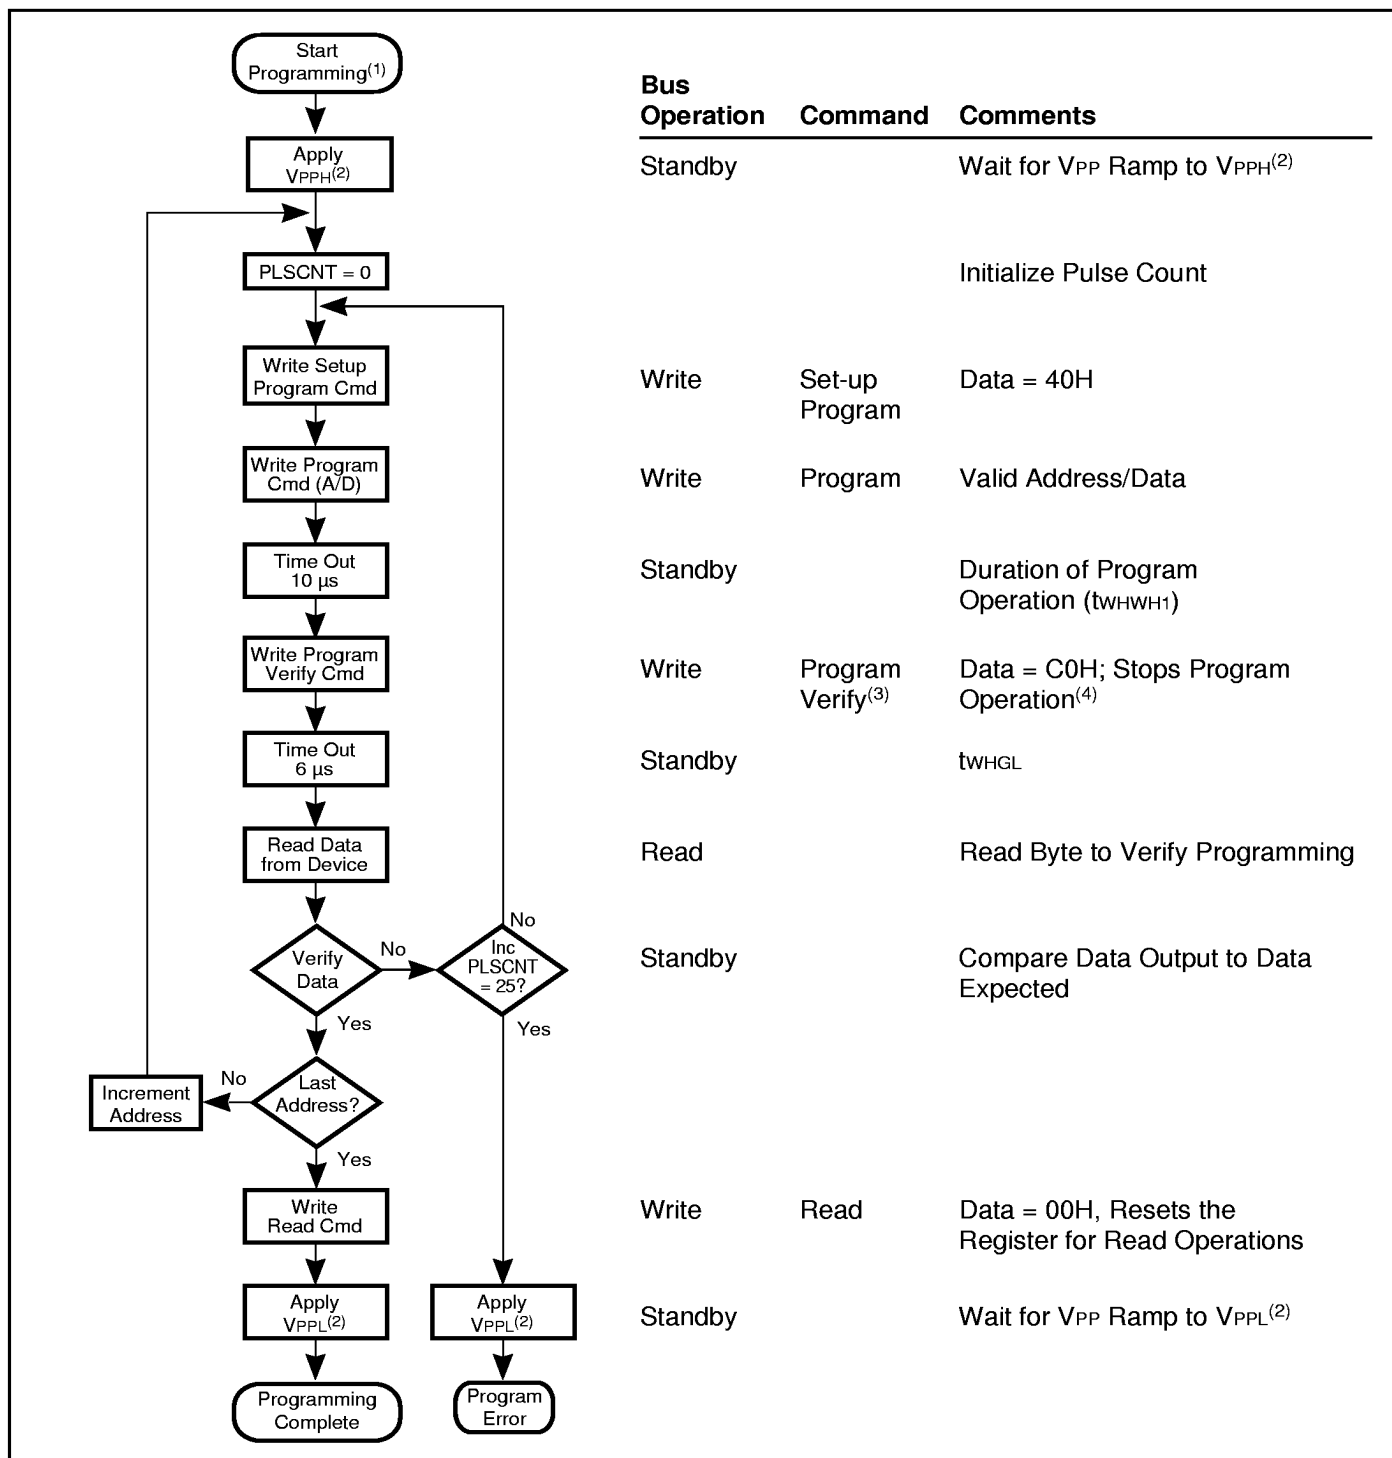 Start
Programming(1)
Apply
VPPH(2)
PLSCNT = 0
Write Setup
Program Cmd
Write Program
Cmd (A/D)
Time Out
10 µs
Write Program
Verify Cmd
Time Out
6 µs
Read Data
from Device
Verify
Data
No
Yes
Inc
PLSCNT
= 25?
No
Yes
Last
Address?
No
Yes
Increment
Address
Write
Read Cmd
Apply
VPPL(2)
Programming
Complete
Apply
VPPL(2)
Program
Error
Bus
Operation Command Comments
Standby Wait for VPP Ramp to VPPH(2)
Initialize Pulse Count
Write Set-up Data = 40H
Program
Write Program Valid Address/Data
Standby Duration of Program
Operation (tWHWH1)
Write Program Data = C0H; Stops Program
Verify(3) Operation(4)
Standby tWHGL
Read Read Byte to Verify Programming
Standby Compare Data Output to Data
Expected
Write Read Data = 00H, Resets the
Register for Read Operations
Standby Wait for VPP Ramp to VPPL(2)